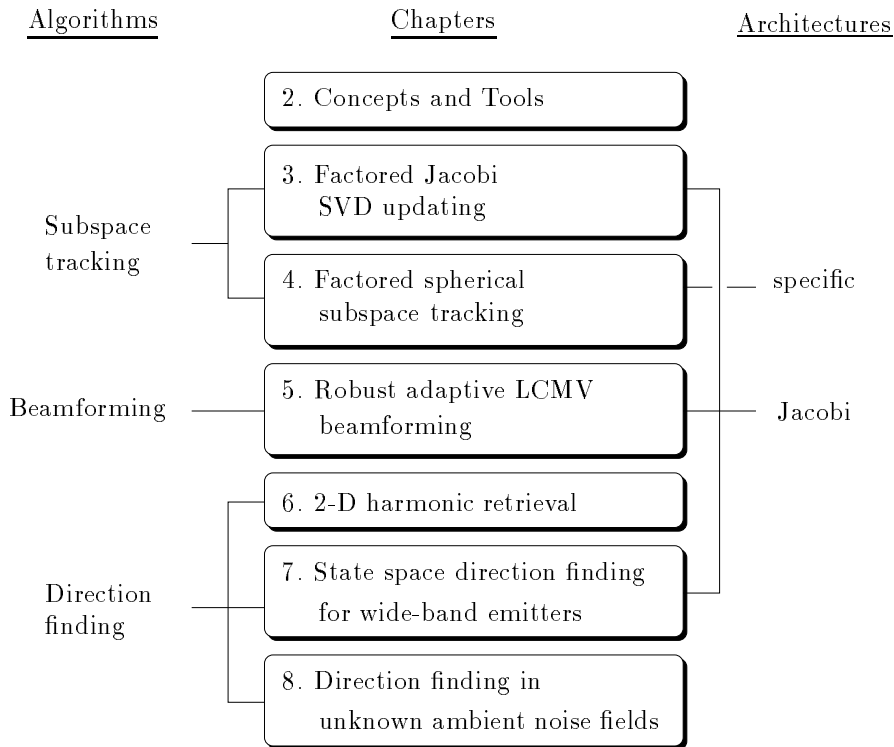 Algorithms
Chapters
Architectures
2. Concepts and Tools
3. Factored Jacobi
SVD updating
Subspace
tracking
4. Factored spherical
subspace tracking
specific
Beamforming
5. Robust adaptive LCMV
beamforming
Jacobi
6. 2-D harmonic retrieval
Direction
finding
7. State space direction finding
for wide-band emitters
8. Direction finding in
unknown ambient noise fields